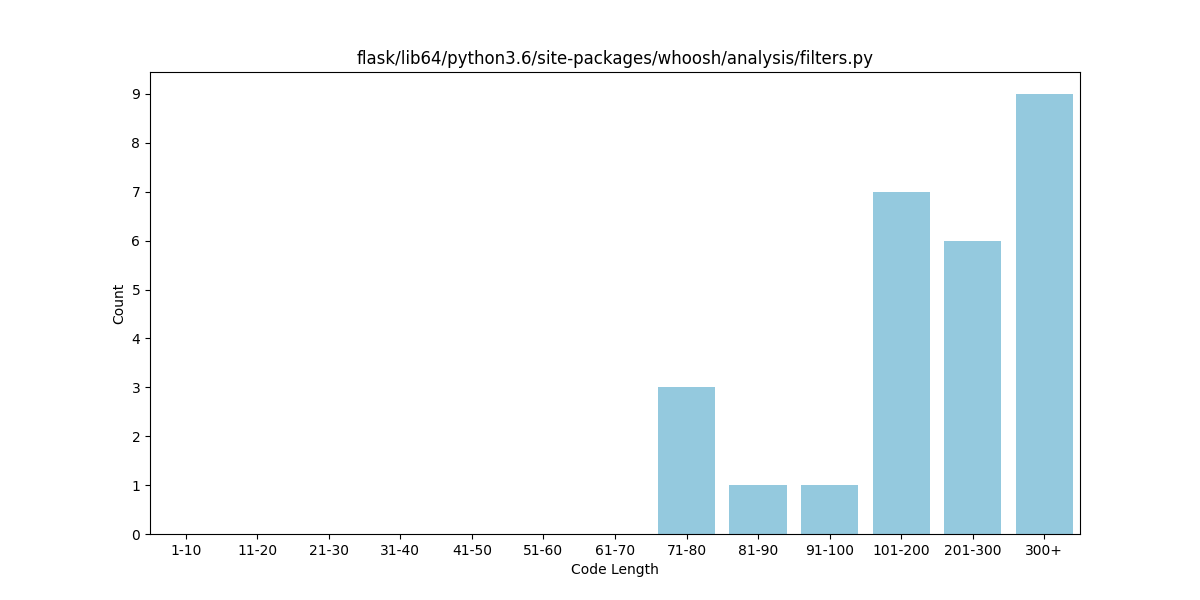 flask/lib64/python3.6/site-packages/whoosh/analysis/filters.py
9
8
7
6
5
4
3
2
1
0
Count
1-10 11-20 21-30 31-40 41-50 51-60 61-70 71-80 81-90 91-100 101-200 201-300 300+
Code Length